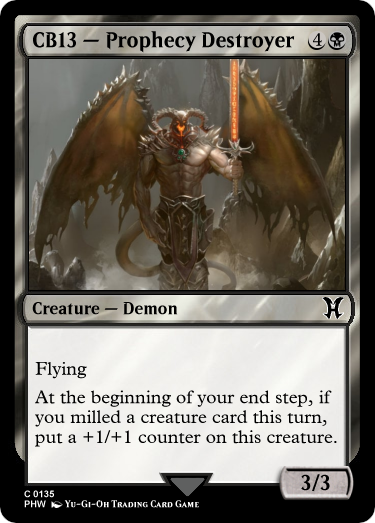 CB13 — Prophecy Destroyer 4
Creature — Demon
Flying
At the beginning of your end step, if
you milled a creature card this turn,
put a +1/+1 counter on this creature.
3/3
C 0135
PHW Yu-Gi-Oh Trading Card Game